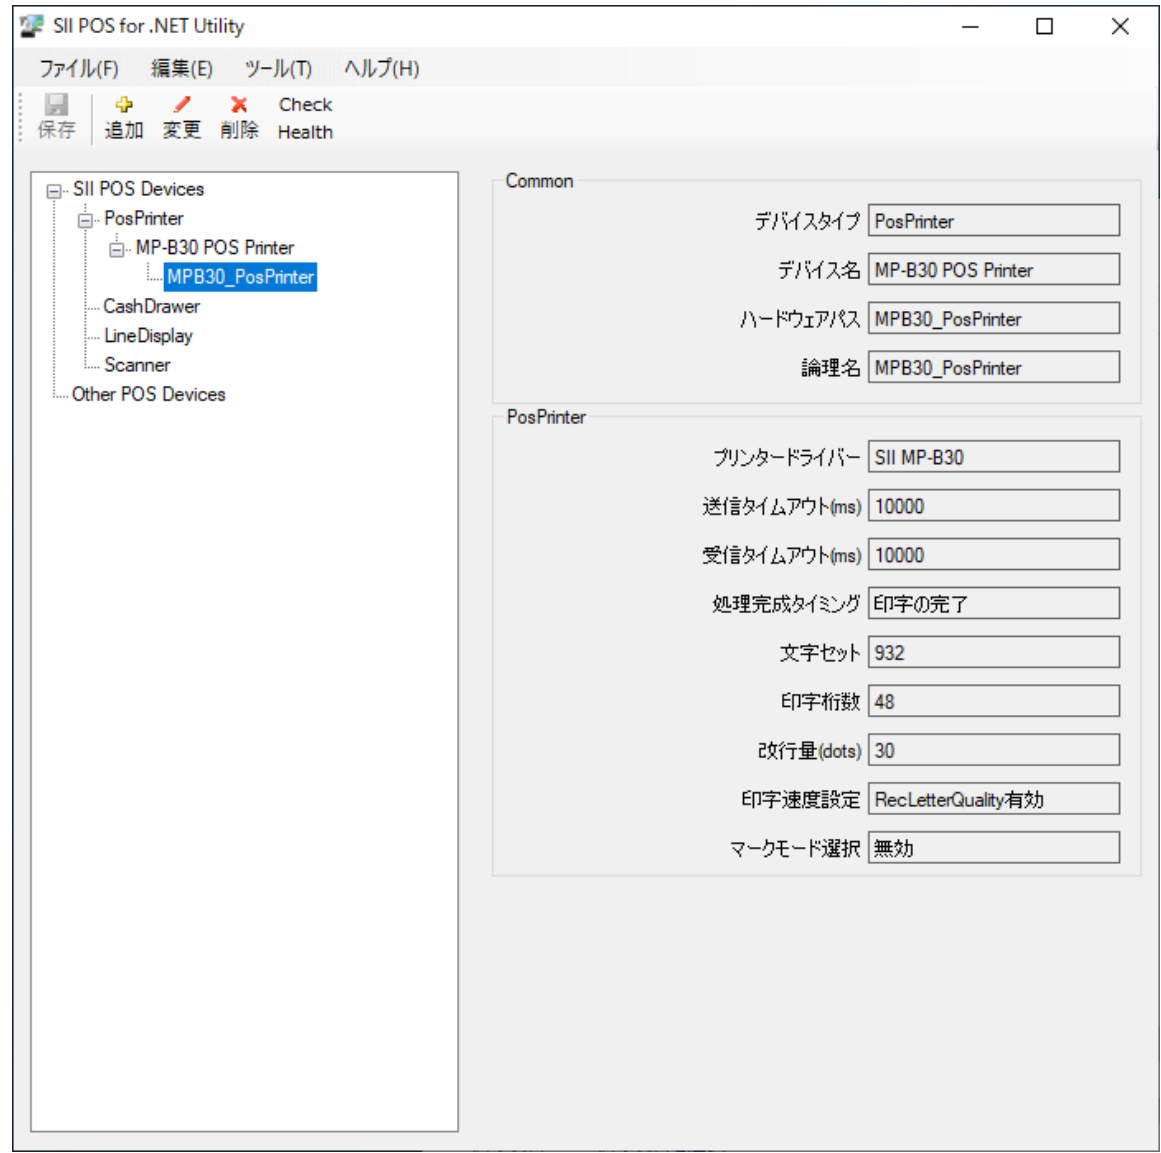 SII POS for .NET Utility
ファイル(F) 編集(E) ツール(T) ヘルプ(H)
保存 追加 変更 削除 Check Health
SII POS Devices
PosPrinter
MP-B30 POS Printer
MPB30_PosPrinter
CashDrawer
LineDisplay
Scanner
Other POS Devices
Common
デバイスタイプ PosPrinter
デバイス名 MP-B30 POS Printer
ハードウェアパス MPB30_PosPrinter
論理名 MPB30_PosPrinter
PosPrinter
プリンタードライバー SII MP-B30
送信タイムアウト(ms) 10000
受信タイムアウト(ms) 10000
処理完成タイミング 印字の完了
文字セット 932
印字桁数 48
改行量(dots) 30
印字速度設定 RecLetterQuality有効
マークモード選択 無効